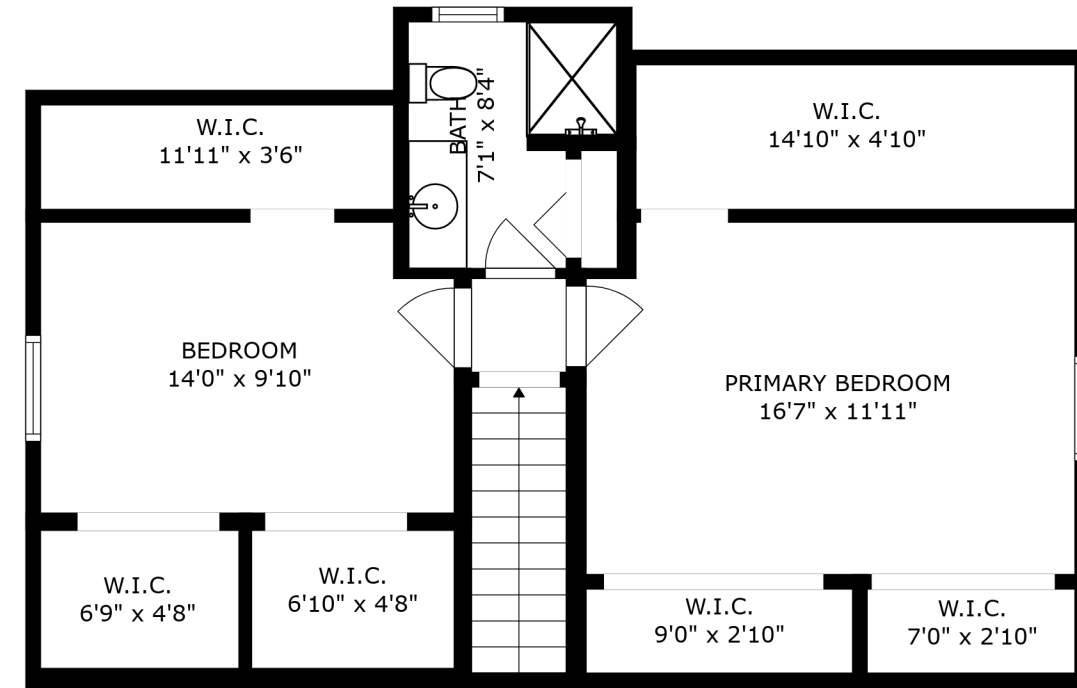 W.I.C.
11'11" x 3'6"
BATH
7'1" x 8'4"
W.I.C.
14'10" x 4'10"
BEDROOM
14'0" x 9'10"
PRIMARY BEDROOM
16'7" x 11'11"
W.I.C.
6'9" x 4'8"
W.I.C.
6'10" x 4'8"
W.I.C.
9'0" x 2'10"
W.I.C.
7'0" x 2'10"